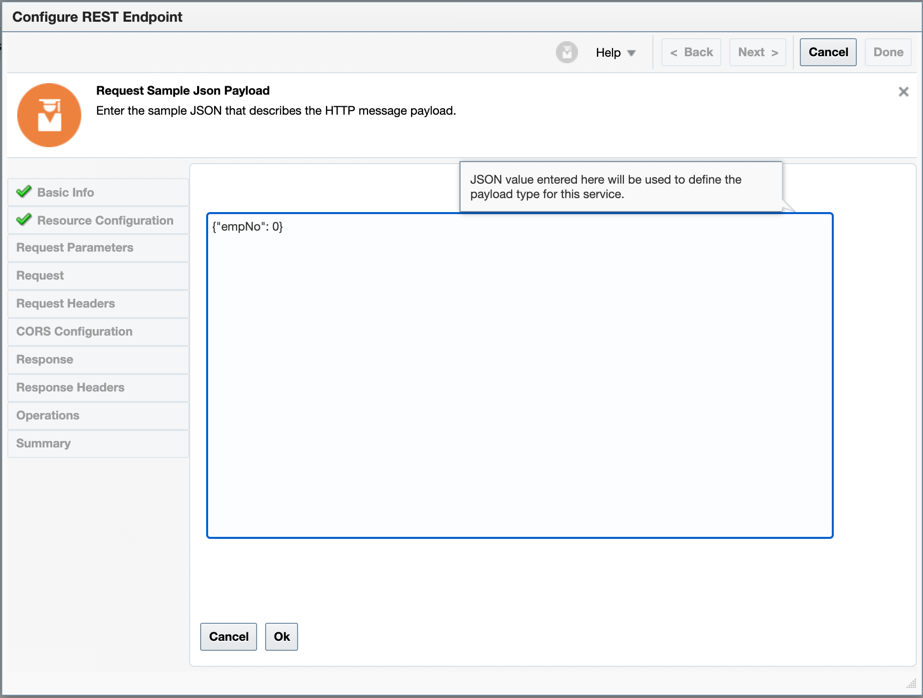 Configure REST Endpoint
Help
< Back
Next >
Cancel
Done
Request Sample Json Payload
Enter the sample JSON that describes the HTTP message payload.
Basic Info
Resource Configuration
Request Parameters
Request
Request Headers
CORS Configuration
Response
Response Headers
Operations
Summary
JSON value entered here will be used to define the
payload type for this service.
{"empNo": 0}
Cancel
Ok